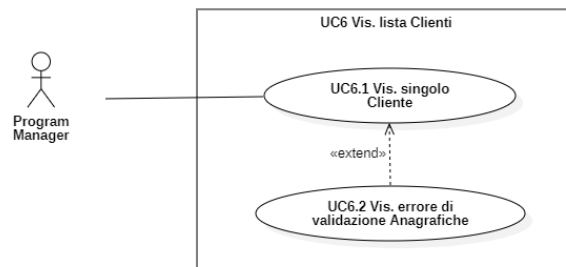 UC6 Vis. lista Clienti
UC6.1 Vis. singolo
Cliente
Program
Manager
«extend»
UC6.2 Vis. errore di
validazione Anagrafiche